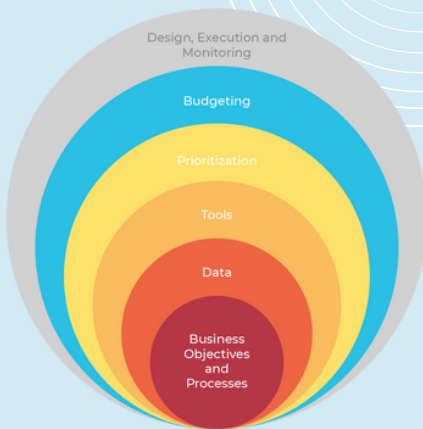 Design, Execution and
Monitoring
Budgeting
Prioritization
Tools
Data
Business
Objectives
and
Processes